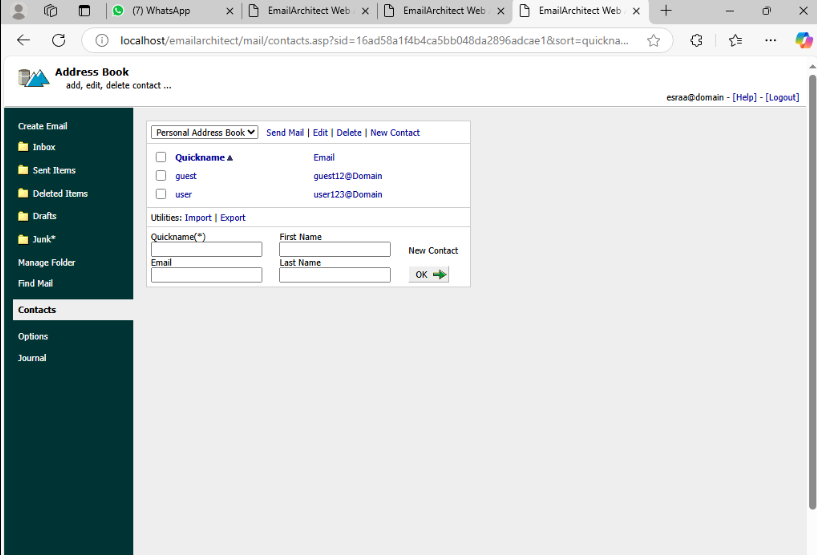 (7) WhatsApp
EmailArchitect Web
EmailArchitect Web
EmailArchitect Web
localhost/emailarchitect/mail/contacts.asp?sid=16ad58a1f4b4ca5bb048da2896adcae1&sort=quickna...
Address Book
add, edit, delete contact ...
esraa@domain - [Help] - [Logout]
Create Email
Inbox
Sent Items
Deleted Items
Drafts
Junk*
Manage Folder
Find Mail
Contacts
Options
Journal
Personal Address Book Send Mail | Edit | Delete | New Contact
Quickname Email
guest guest12@Domain
user user123@Domain
Utilities: Import | Export
Quickname(*) First Name
New Contact
Email Last Name
OK